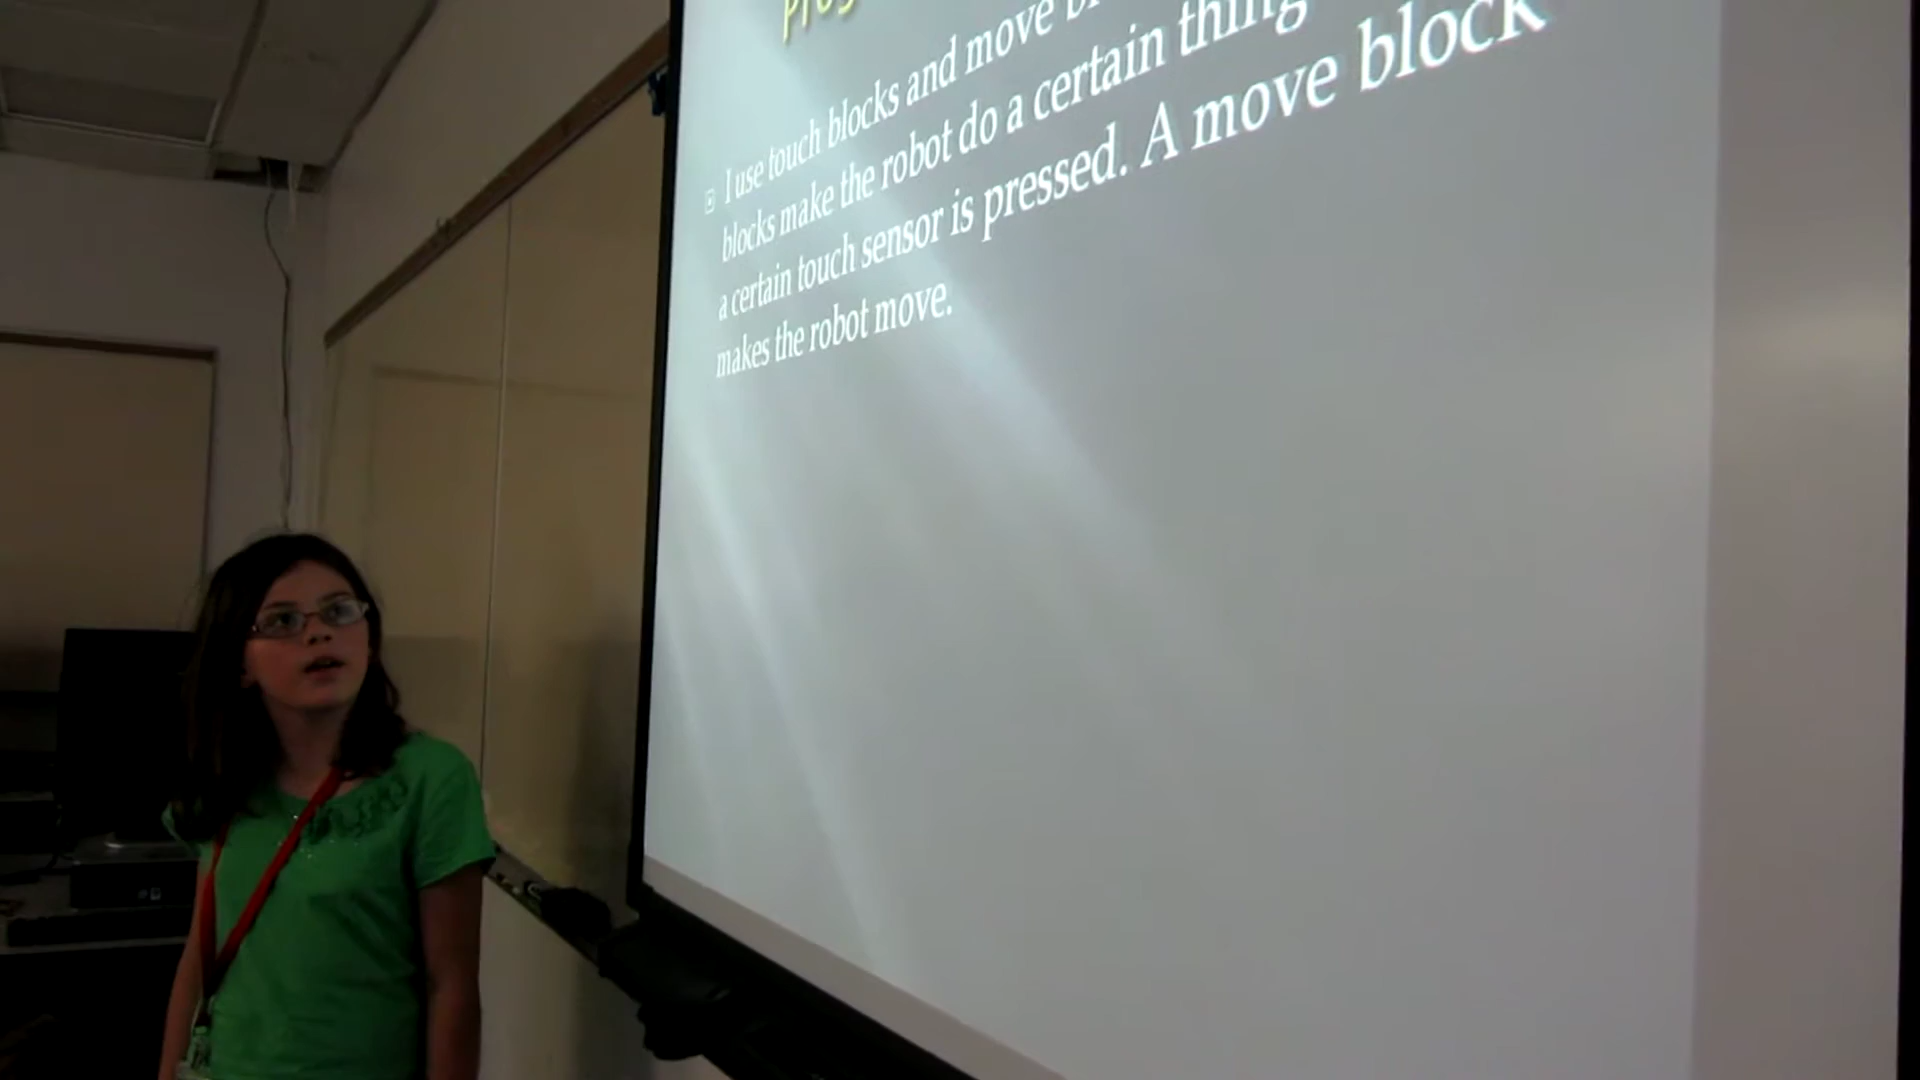 I use touch blocks and move
blocks make the robot do a certain thing
a certain touch sensor is pressed. A move block
makes the robot move.